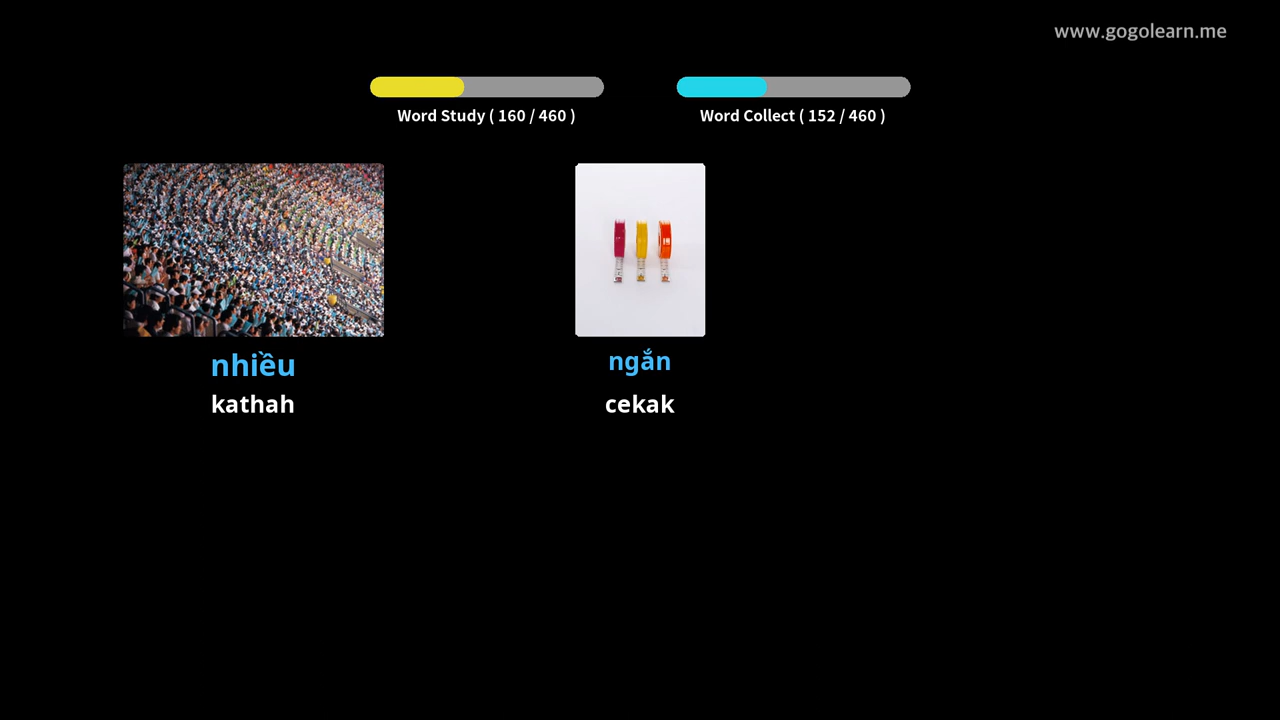 www.gogolearn.me
Word Study ( 160 / 460 )
Word Collect ( 152 / 460 )
nhiều
kathah
ngắn
cekak